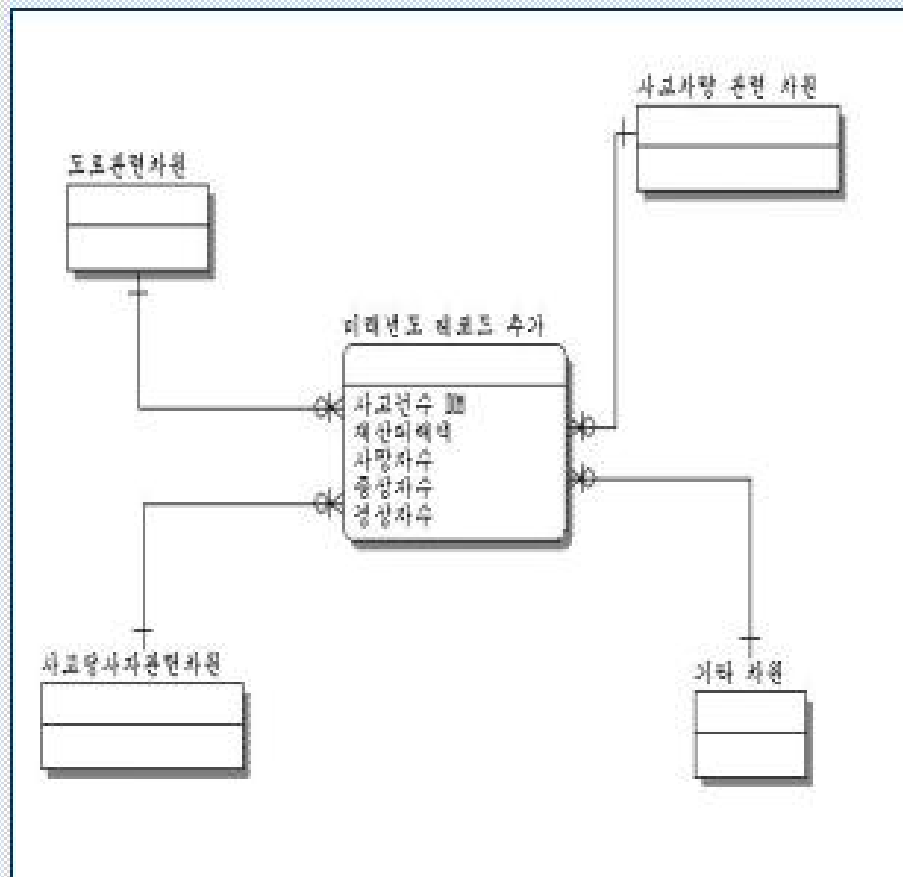 사고차량 관련 차원
도로관련차원
미래년도 레코드 추가
사고건수
재산피해액
사망자수
중상자수
경상자수
사고당사자관련차원
기타 차원